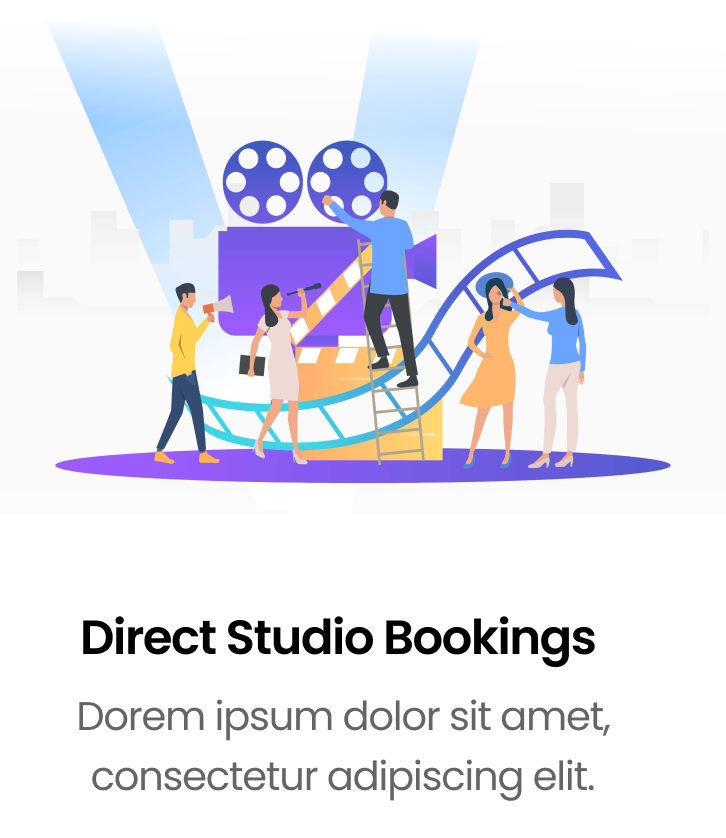 Direct Studio Bookings
Dorem ipsum dolor sit amet,
consectetur adipiscing elit.